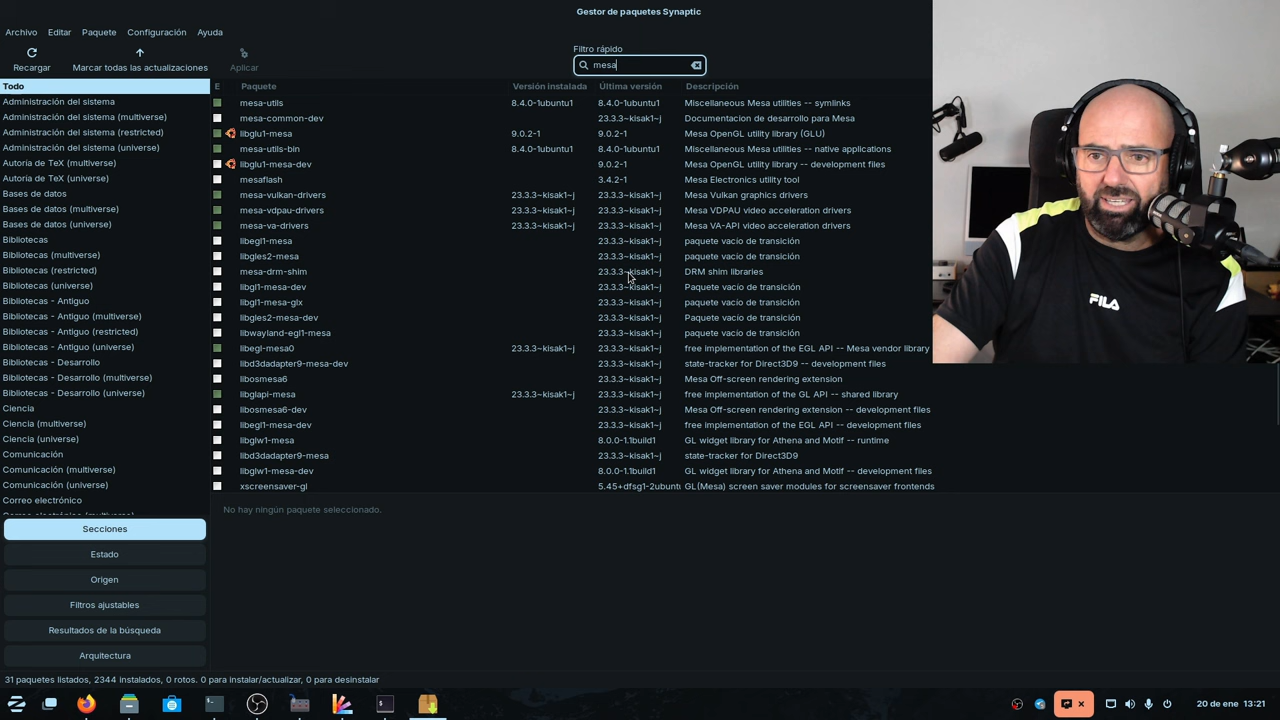 Gestor de paquetes Synaptic
Archivo Editar Paquete Configuración Ayuda
Recargar Marcar todas las actualizaciones Aplicar
Filtro rápido
mesa
Todo
Administración del sistema
Administración del sistema (multiverse)
Administración del sistema (restricted)
Administración del sistema (universe)
Autoría de TeX (multiverse)
Autoría de TeX (universe)
Bases de datos
Bases de datos (multiverse)
Bases de datos (universe)
Bibliotecas
Bibliotecas (multiverse)
Bibliotecas (restricted)
Bibliotecas (universe)
Bibliotecas - Antiguo
Bibliotecas - Antiguo (multiverse)
Bibliotecas - Antiguo (restricted)
Bibliotecas - Antiguo (universe)
Bibliotecas - Desarrollo
Bibliotecas - Desarrollo (multiverse)
Bibliotecas - Desarrollo (universe)
Ciencia
Ciencia (multiverse)
Ciencia (universe)
Comunicación
Comunicación (multiverse)
Comunicación (universe)
Correo electrónico
Secciones
Estado
Origen
Filtros ajustables
Resultados de la búsqueda
Arquitectura
E Paquete Versión instalada Última versión Descripción
mesa-utils 8.4.0-1ubuntu1 8.4.0-1ubuntu1 Miscellaneous Mesa utilities -- symlinks
mesa-common-dev 23.3.3~kisak1~j Documentacion de desarrollo para Mesa
libglu1-mesa 9.0.2-1 9.0.2-1 Mesa OpenGL utility library (GLU)
mesa-utils-bin 8.4.0-1ubuntu1 8.4.0-1ubuntu1 Miscellaneous Mesa utilities -- native applications
libglu1-mesa-dev 9.0.2-1 Mesa OpenGL utility library -- development files
mesaflash 3.4.2-1 Mesa Electronics utility tool
mesa-vulkan-drivers 23.3.3~kisak1~j 23.3.3~kisak1~j Mesa Vulkan graphics drivers
mesa-vdpau-drivers 23.3.3~kisak1~j 23.3.3~kisak1~j Mesa VDPAU video acceleration drivers
mesa-va-drivers 23.3.3~kisak1~j 23.3.3~kisak1~j Mesa VA-API video acceleration drivers
libegl1-mesa 23.3.3~kisak1~j paquete vacío de transición
libgles2-mesa 23.3.3~kisak1~j paquete vacío de transición
mesa-drm-shim 23.3.3~kisak1~j DRM shim libraries
libgl1-mesa-dev 23.3.3~kisak1~j Paquete vacío de transición
libgl1-mesa-glx 23.3.3~kisak1~j paquete vacío de transición
libgles2-mesa-dev 23.3.3~kisak1~j Paquete vacío de transición
libwayland-egl1-mesa 23.3.3~kisak1~j paquete vacío de transición
libegl-mesa0 23.3.3~kisak1~j 23.3.3~kisak1~j free implementation of the EGL API -- Mesa vendor library
libd3dadapter9-mesa-dev 23.3.3~kisak1~j state-tracker for Direct3D9 -- development files
libosmesa6 23.3.3~kisak1~j Mesa Off-screen rendering extension
libglapi-mesa 23.3.3~kisak1~j 23.3.3~kisak1~j free implementation of the GL API -- shared library
libosmesa6-dev 23.3.3~kisak1~j Mesa Off-screen rendering extension -- development files
libegl1-mesa-dev 23.3.3~kisak1~j free implementation of the EGL API -- development files
libglw1-mesa 8.0.0-1.1build1 GL widget library for Athena and Motif -- runtime
libd3dadapter9-mesa 23.3.3~kisak1~j state-tracker for Direct3D9
libglw1-mesa-dev 8.0.0-1.1build1 GL widget library for Athena and Motif -- development files
xscreensaver-gl 5.45+dfsg1-2ubuntu GL(Mesa) screen saver modules for screensaver frontends
No hay ningún paquete seleccionado.
FILA
31 paquetes listados, 2344 instalados, 0 rotos. 0 para instalar/actualizar, 0 para desinstalar
20 de ene 13:21